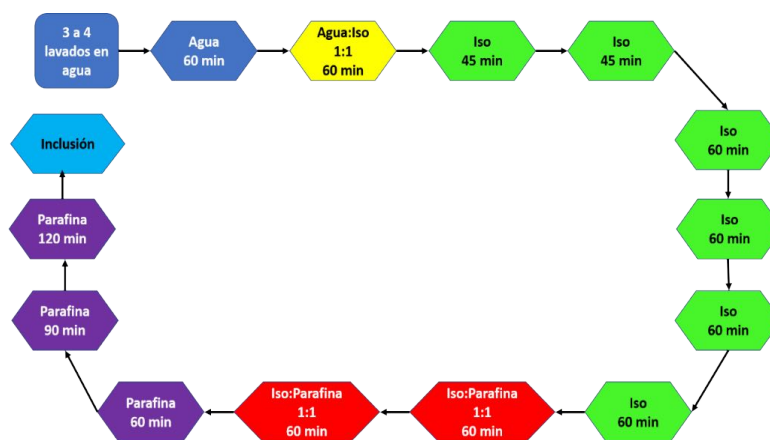 3 a 4
lavados en
agua
Agua
60 min
Agua:Iso
1:1
60 min
Iso
45 min
Iso
45 min
Iso
60 min
Iso
60 min
Iso
60 min
Iso
60 min
Iso:Parafina
1:1
60 min
Iso:Parafina
1:1
60 min
Parafina
60 min
Parafina
90 min
Parafina
120 min
Inclusión